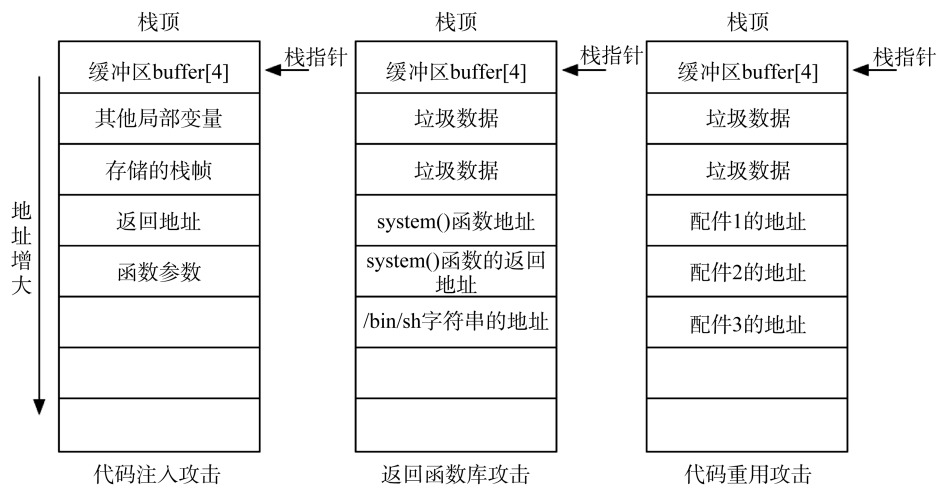 栈顶
栈顶
栈顶
缓冲区buffer[4]
栈指针
缓冲区buffer[4]
栈指针
缓冲区buffer[4]
栈指针
其他局部变量
垃圾数据
垃圾数据
存储的栈帧
垃圾数据
垃圾数据
地址增大
返回地址
system()函数地址
配件1的地址
函数参数
system()函数的返回
地址
配件2的地址
/bin/sh字符串的地址
配件3的地址
代码注入攻击
返回函数库攻击
代码重用攻击